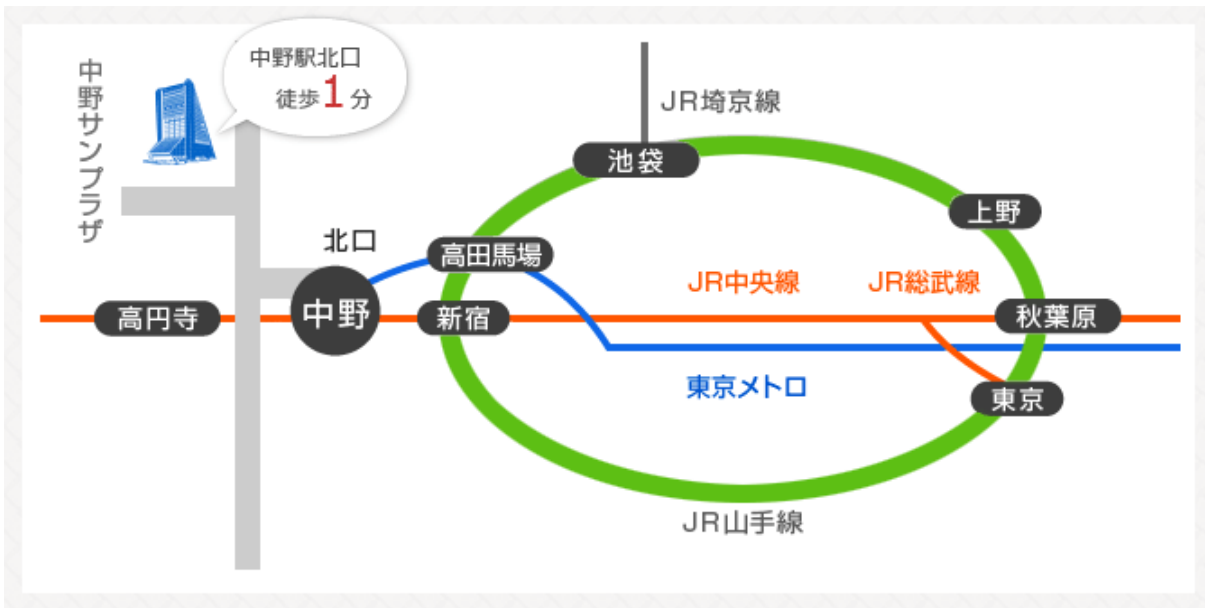 中野サンプラザ
中野駅北口
徒歩1分
JR埼京線
池袋
上野
北口
高田馬場
JR中央線
JR総武線
高円寺
中野
新宿
秋葉原
東京メトロ
東京
JR山手線